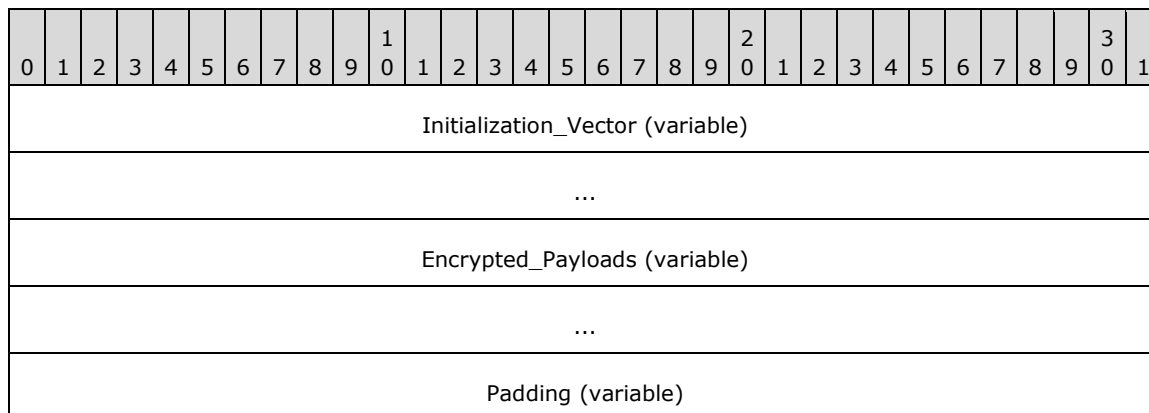 1 2 3
0 1 2 3 4 5 6 7 8 9 0 1 2 3 4 5 6 7 8 9 0 1 2 3 4 5 6 7 8 9 0 1
Initialization_Vector (variable)
...
Encrypted_Payloads (variable)
...
Padding (variable)